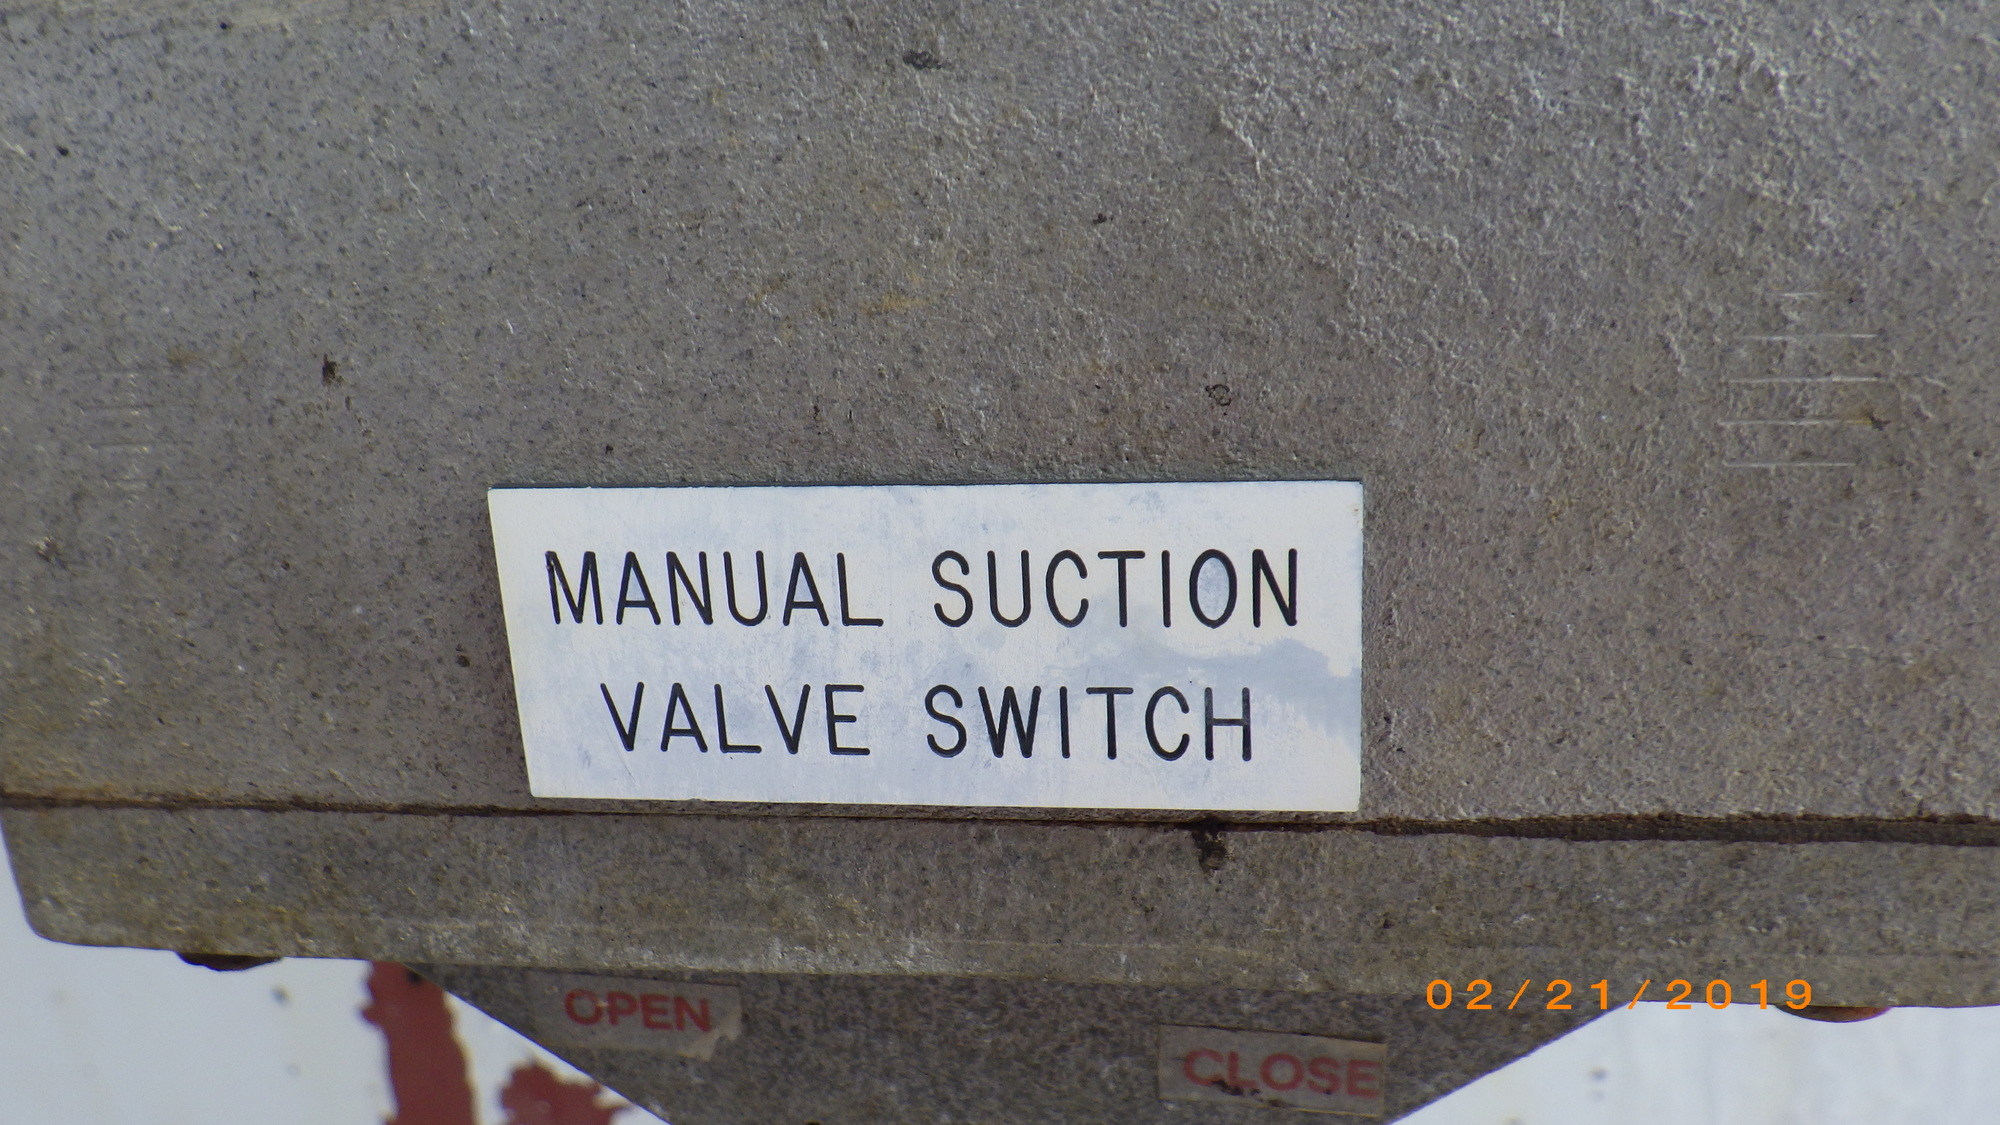 MANUAL SUCTION
VALVE SWITCH
OPEN
CLOSE
02/21/2019